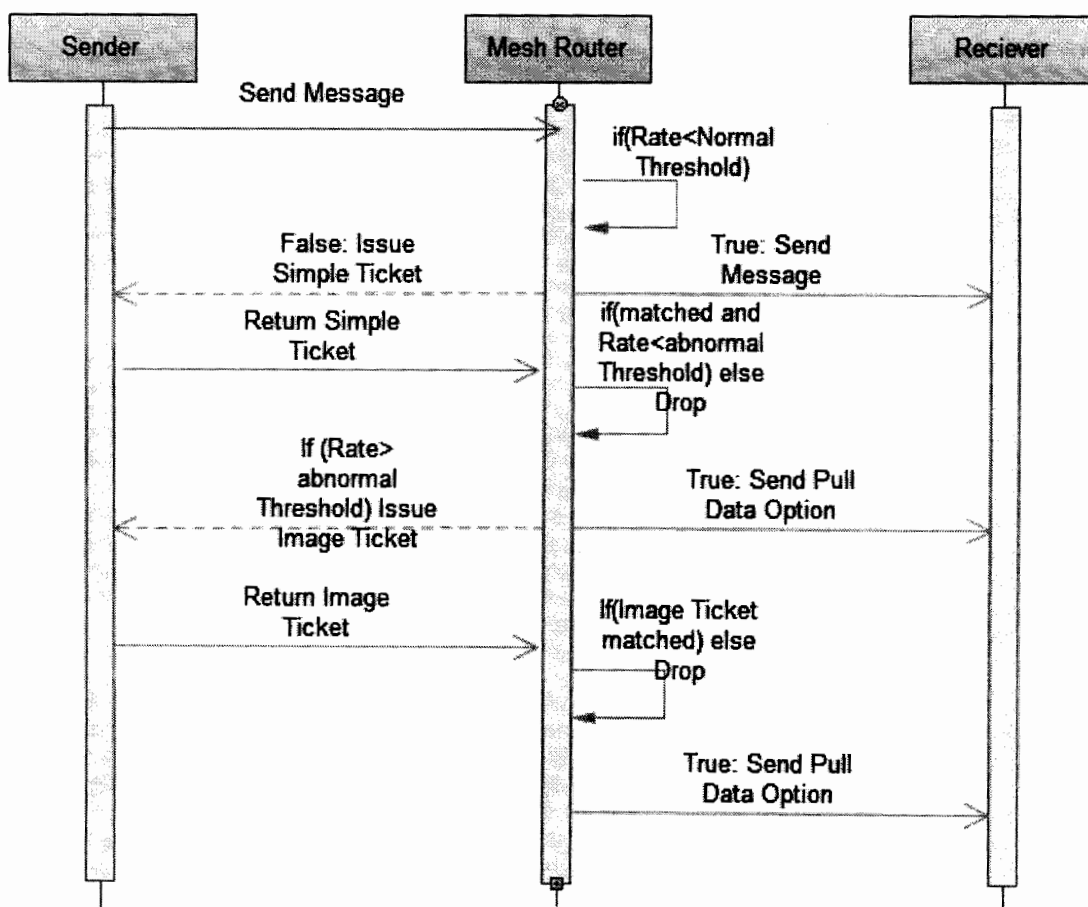 Sender
Mesh Router
Reciever
Send Message
if(Rate<Normal
Threshold)
False: Issue
Simple Ticket
True: Send
Message
Return Simple
Ticket
if(matched and
Rate<abnormal
Threshold) else
Drop
If (Rate>
abnormal
Threshold) Issue
Image Ticket
True: Send Pull
Data Option
Return Image
Ticket
If(Image Ticket
matched) else
Drop
True: Send Pull
Data Option